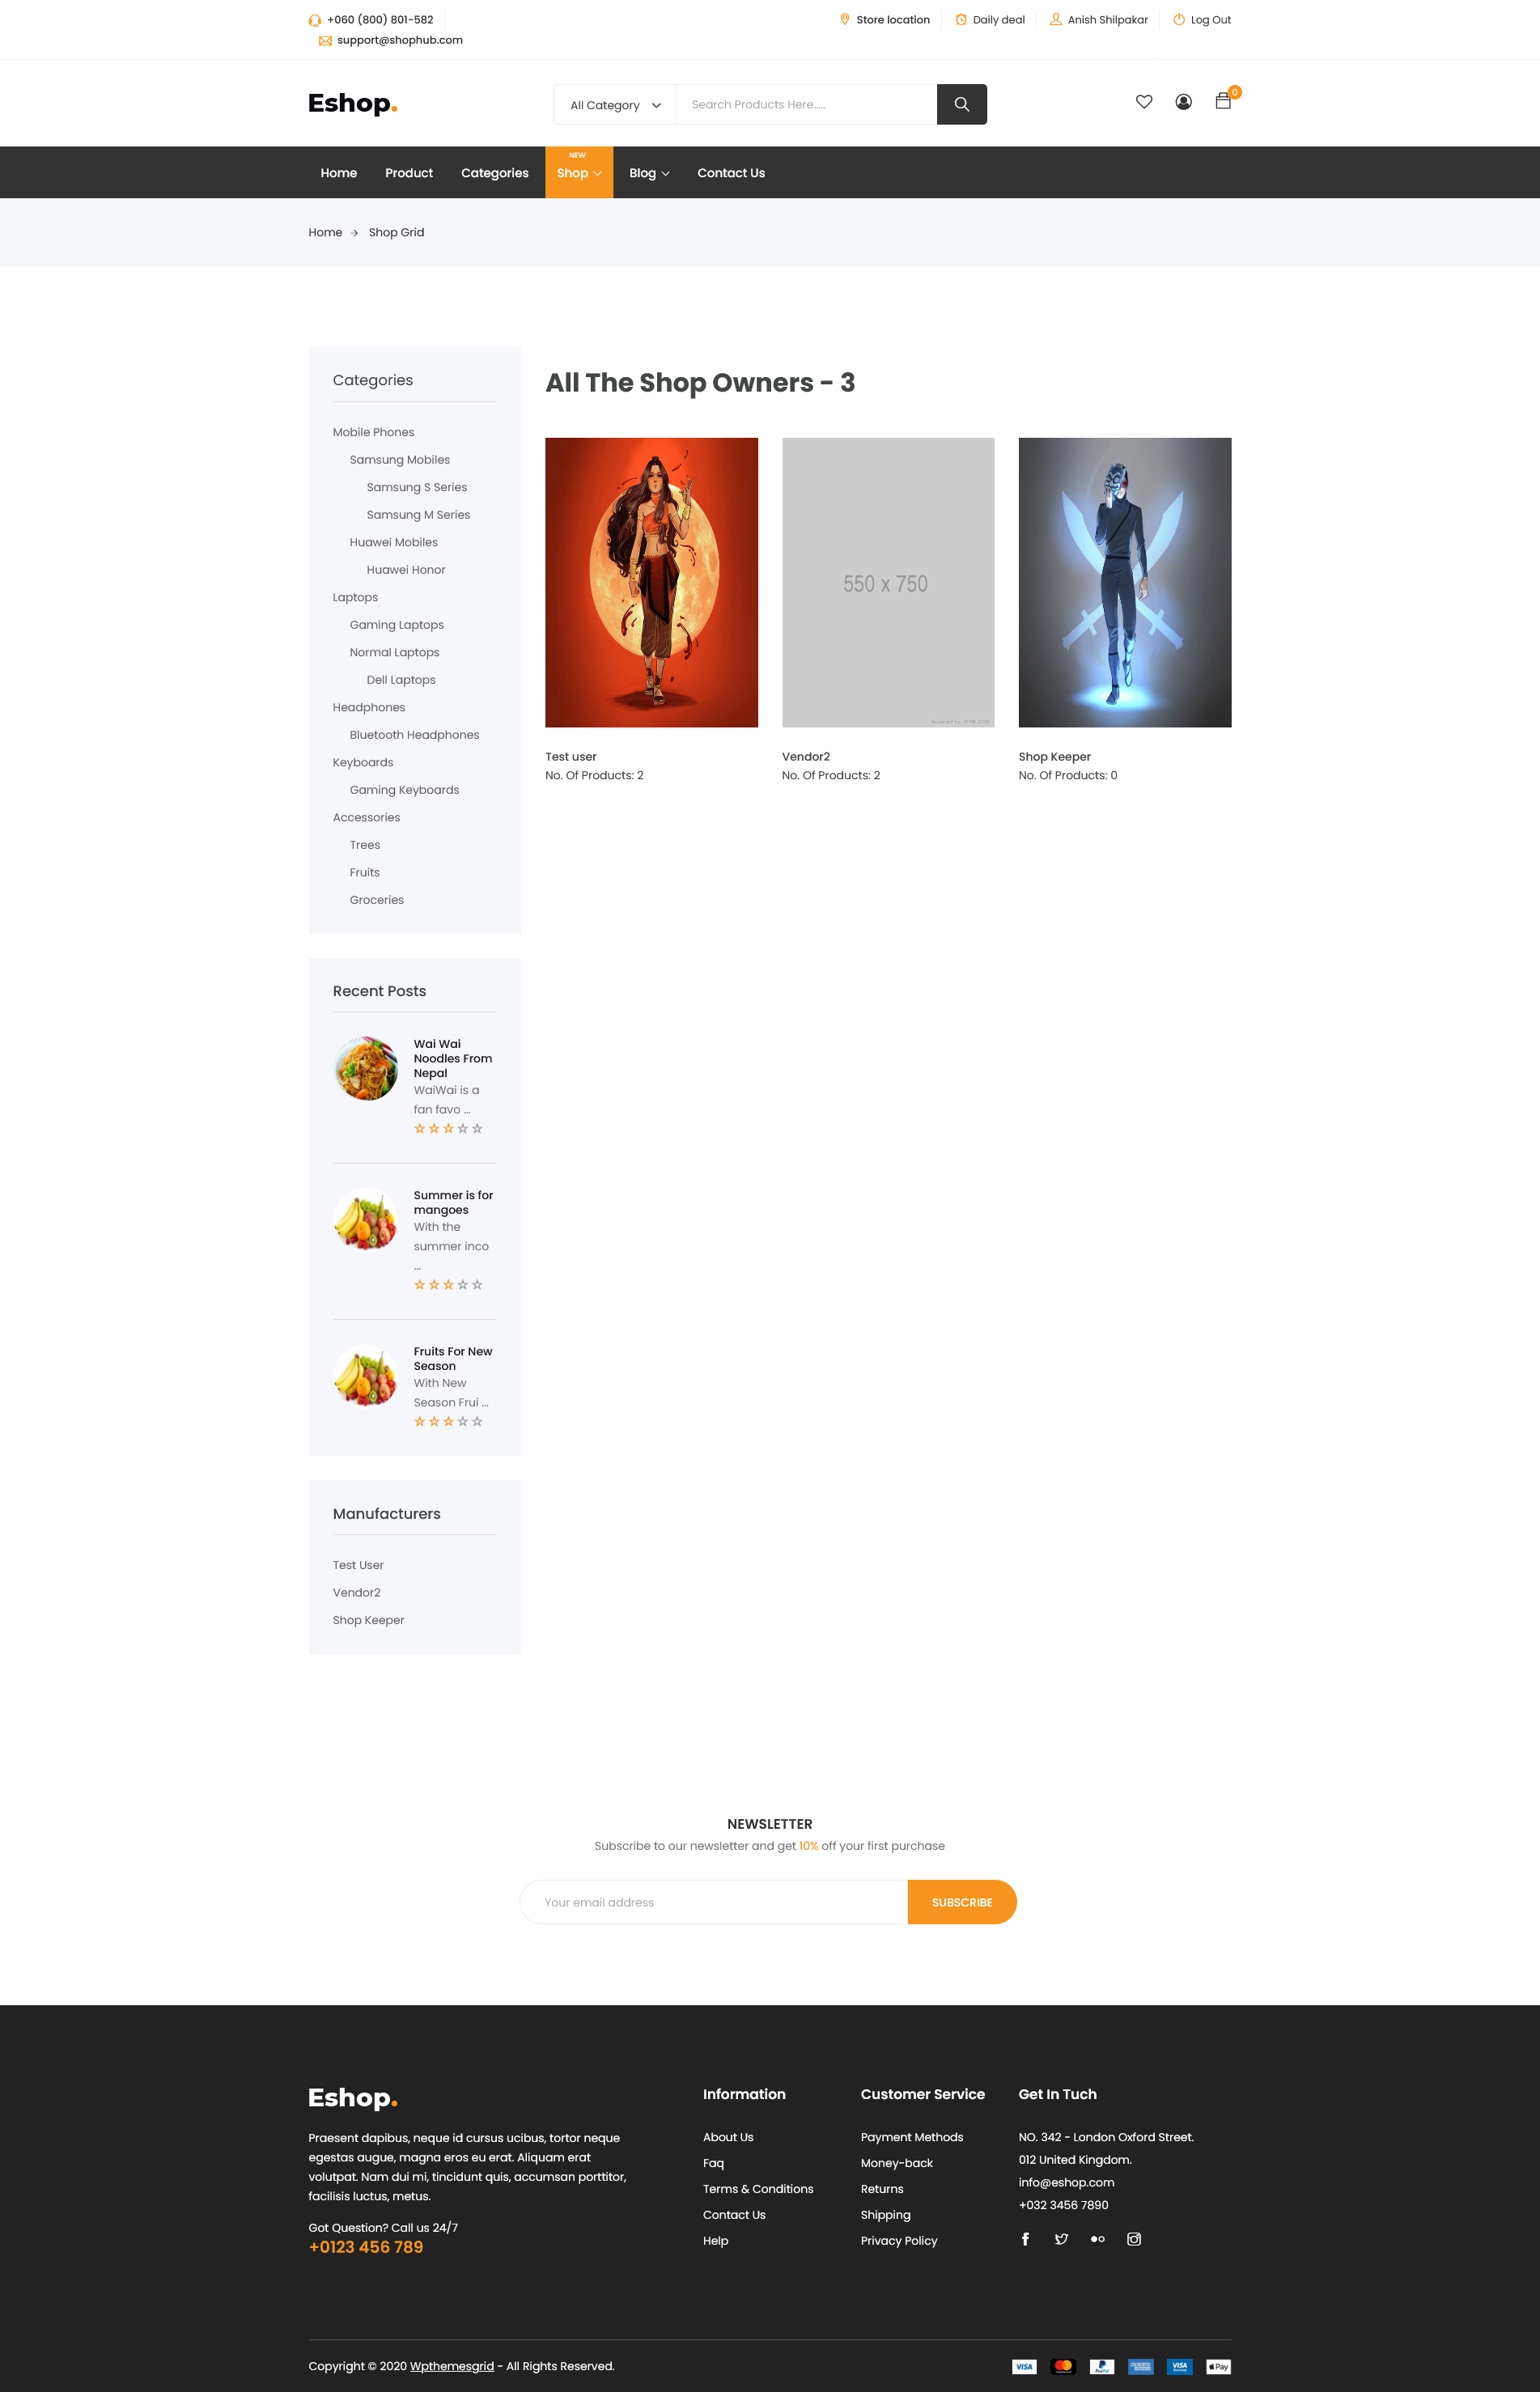 +060 (800) 801-582
support@shophub.com
Store location
Daily deal
Anish Shilpakar
Log Out
Eshop.
All Category
Search Products Here.....
0
Home
Product
Categories
NEW
Shop
Blog
Contact Us
Home
Shop Grid
Categories
Mobile Phones
Samsung Mobiles
Samsung S Series
Samsung M Series
Huawei Mobiles
Huawei Honor
Laptops
Gaming Laptops
Normal Laptops
Dell Laptops
Headphones
Bluetooth Headphones
Keyboards
Gaming Keyboards
Accessories
Trees
Fruits
Groceries
Recent Posts
Wai Wai
Noodles From
Nepal
WaiWai is a
fan favo ...
Summer is for
mangoes
With the
summer inco
...
Fruits For New
Season
With New
Season Frui ...
Manufacturers
Test User
Vendor2
Shop Keeper
All The Shop Owners - 3
550 x 750
Test user
No. Of Products: 2
Vendor2
No. Of Products: 2
Shop Keeper
No. Of Products: 0
NEWSLETTER
Subscribe to our newsletter and get 10% off your first purchase
Your email address
SUBSCRIBE
Eshop.
Praesent dapibus, neque id cursus ucibus, tortor neque
egestas augue, magna eros eu erat. Aliquam erat
volutpat. Nam dui mi, tincidunt quis, accumsan porttitor,
facilisis luctus, metus.
Got Question? Call us 24/7
+0123 456 789
Information
About Us
Faq
Terms & Conditions
Contact Us
Help
Customer Service
Payment Methods
Money-back
Returns
Shipping
Privacy Policy
Get In Tuch
NO. 342 - London Oxford Street.
012 United Kingdom.
info@eshop.com
+032 3456 7890
Copyright © 2020 Wpthemesgrid - All Rights Reserved.
VISA
PayPal
VISA
Pay